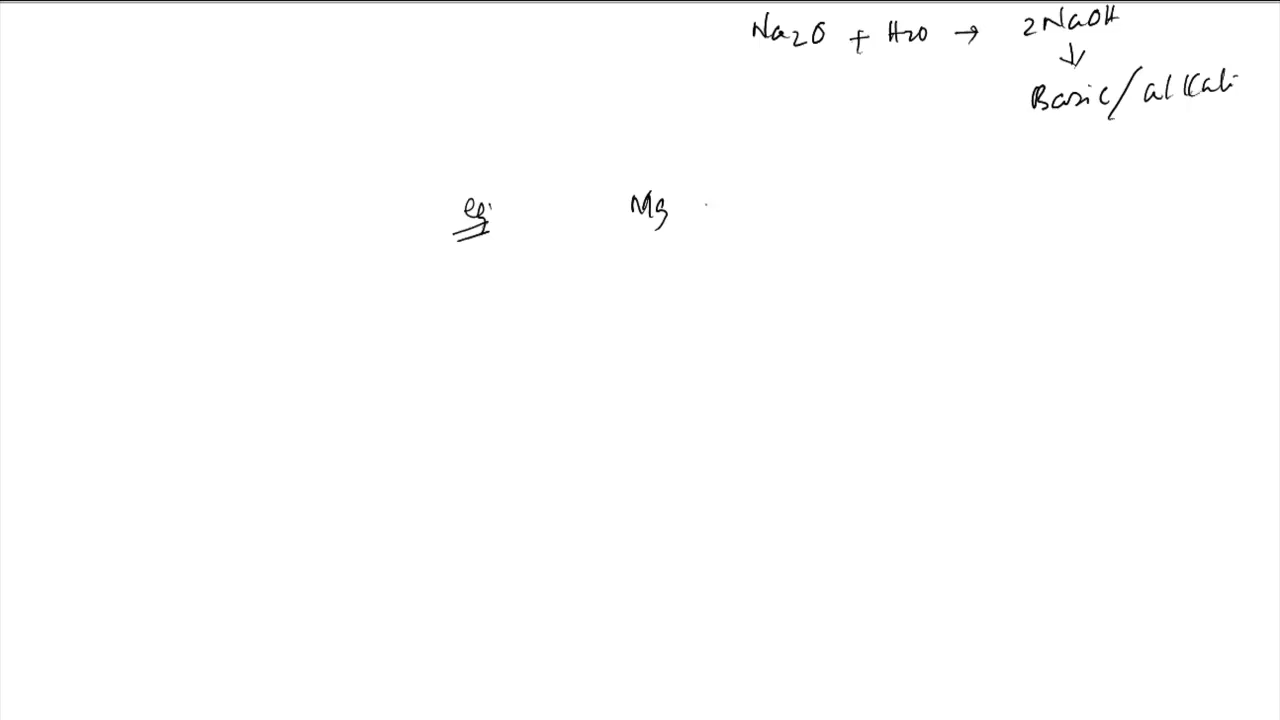 Na2O + H2O → 2NaOH
↓
Basic/alkali
eg:
Mg